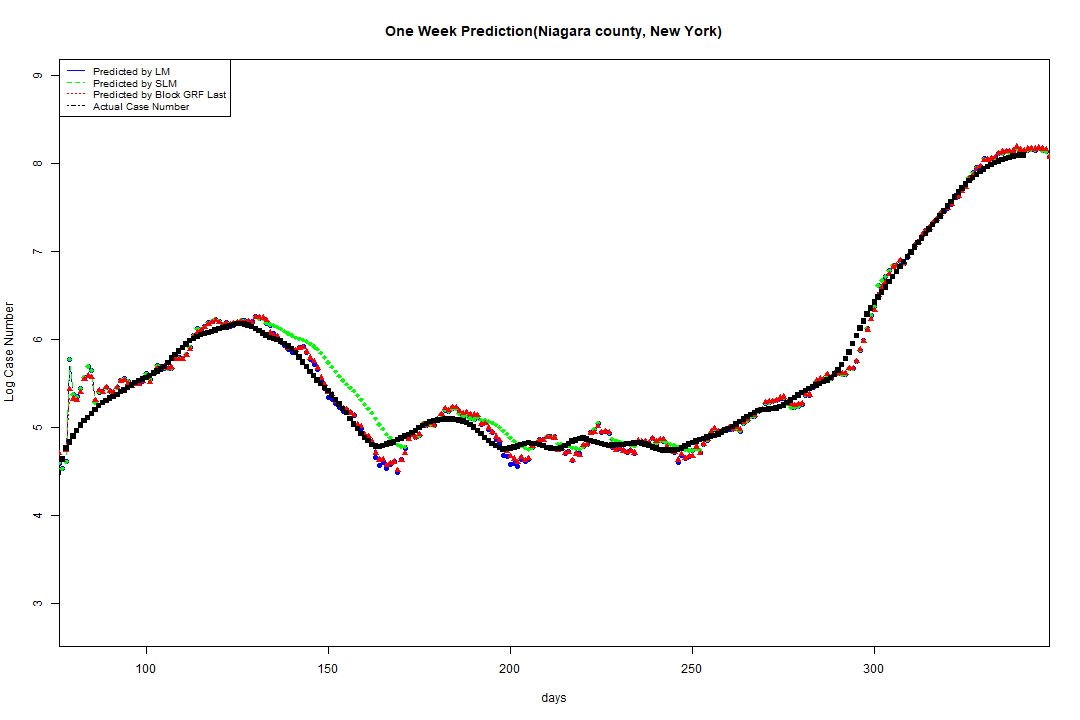 One Week Prediction(Niagara county, New York)
Predicted by LM
Predicted by SLM
Predicted by Block GRF Last
Actual Case Number
Log Case Number
9
8
7
6
5
4
3
100 150 200 250 300
days